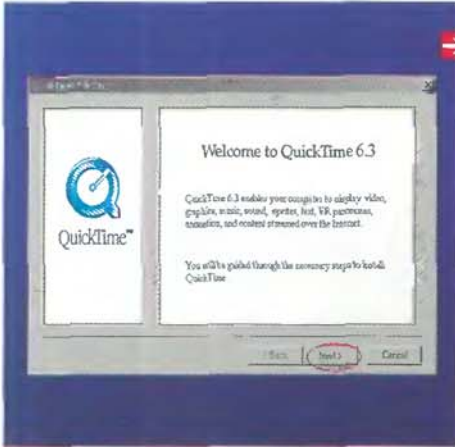 Welcome to QuickTime 6.3
QuickTime 6.3 enables your computer to display video,
graphics, music, sound, sprites, text, VR panoramas,
animation, and content streamed over the Internet.
You will be guided through the necessary steps to install
QuickTime
QuickTime™
< Back
Next >
Cancel